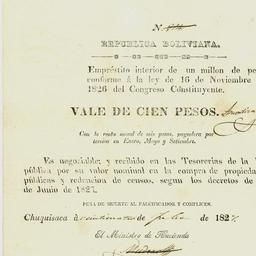 N.
REPUBLICA BOLIVIANA.
Empréstito interior de un millon de pe
conforme á la ley de 16 de Noviembre
1826 del Congreso Constituyente.
VALE DE CIEN PESOS.
Con la renta anual de seis pesos, pagadera por
tercios en Enero, Mayo y Setiembre.
Es negociable, y recibido en las Tesorerias de la
pública por su valor nominal en la compra de propieda
públicas y redencion de censos, segun los decretos de
de Junio de 1827.
PENA DE MUERTE AL FALSIFICADOR Y COMPLICES.
Chuquisaca á de 182
El Ministro de Hacienda